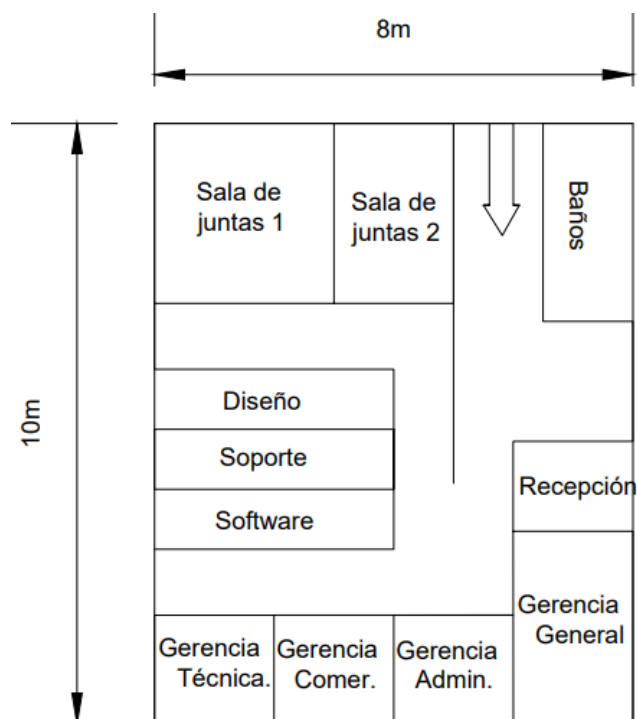 8m
10m
Sala de
juntas 1
Sala de
juntas 2
Baños
Diseño
Soporte
Software
Recepción
Gerencia
General
Gerencia
Técnica.
Gerencia
Comer.
Gerencia
Admin.